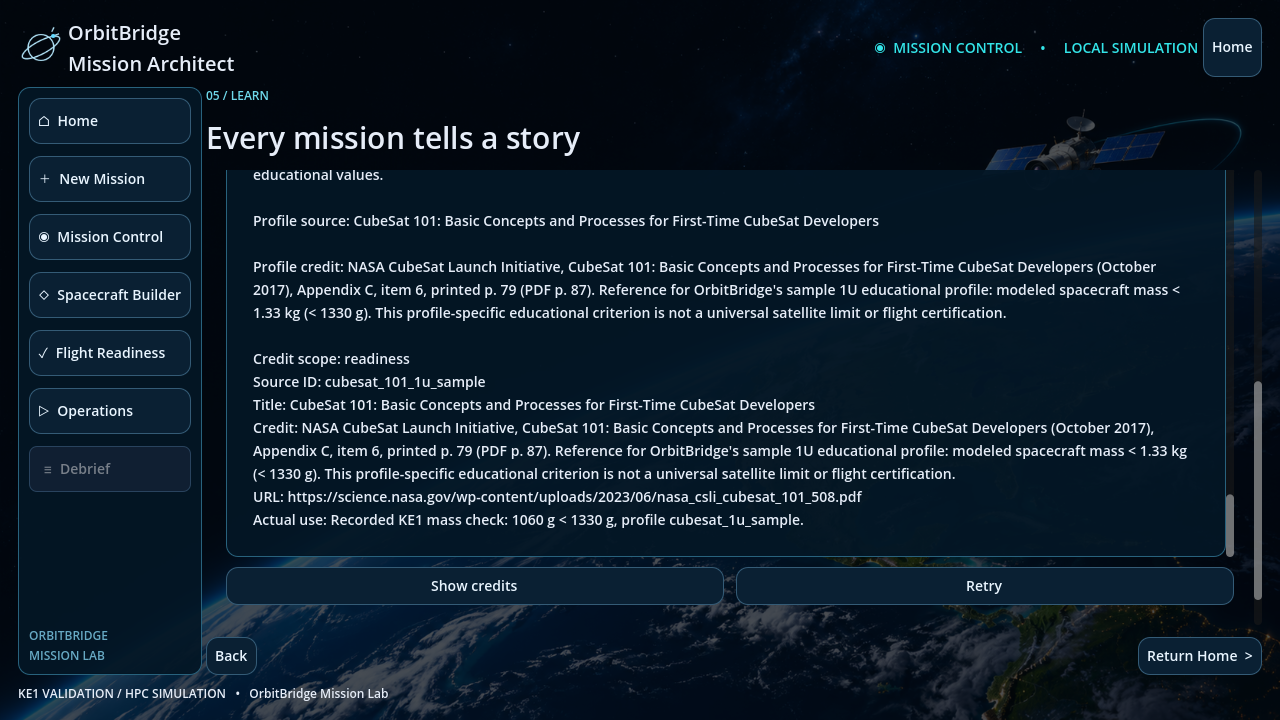 OrbitBridge
Mission Architect
MISSION CONTROL • LOCAL SIMULATION
Home
Home
New Mission
Mission Control
Spacecraft Builder
Flight Readiness
Operations
Debrief
ORBITBRIDGE
MISSION LAB
05 / LEARN
Every mission tells a story
educational values.
Profile source: CubeSat 101: Basic Concepts and Processes for First-Time CubeSat Developers
Profile credit: NASA CubeSat Launch Initiative, CubeSat 101: Basic Concepts and Processes for First-Time CubeSat Developers (October
2017), Appendix C, item 6, printed p. 79 (PDF p. 87). Reference for OrbitBridge's sample 1U educational profile: modeled spacecraft mass <
1.33 kg (< 1330 g). This profile-specific educational criterion is not a universal satellite limit or flight certification.
Credit scope: readiness
Source ID: cubesat_101_1u_sample
Title: CubeSat 101: Basic Concepts and Processes for First-Time CubeSat Developers
Credit: NASA CubeSat Launch Initiative, CubeSat 101: Basic Concepts and Processes for First-Time CubeSat Developers (October 2017),
Appendix C, item 6, printed p. 79 (PDF p. 87). Reference for OrbitBridge's sample 1U educational profile: modeled spacecraft mass < 1.33 kg
(< 1330 g). This profile-specific educational criterion is not a universal satellite limit or flight certification.
URL: https://science.nasa.gov/wp-content/uploads/2023/06/nasa_csli_cubesat_101_508.pdf
Actual use: Recorded KE1 mass check: 1060 g < 1330 g, profile cubesat_1u_sample.
Show credits
Retry
Back
Return Home >
KE1 VALIDATION / HPC SIMULATION • OrbitBridge Mission Lab